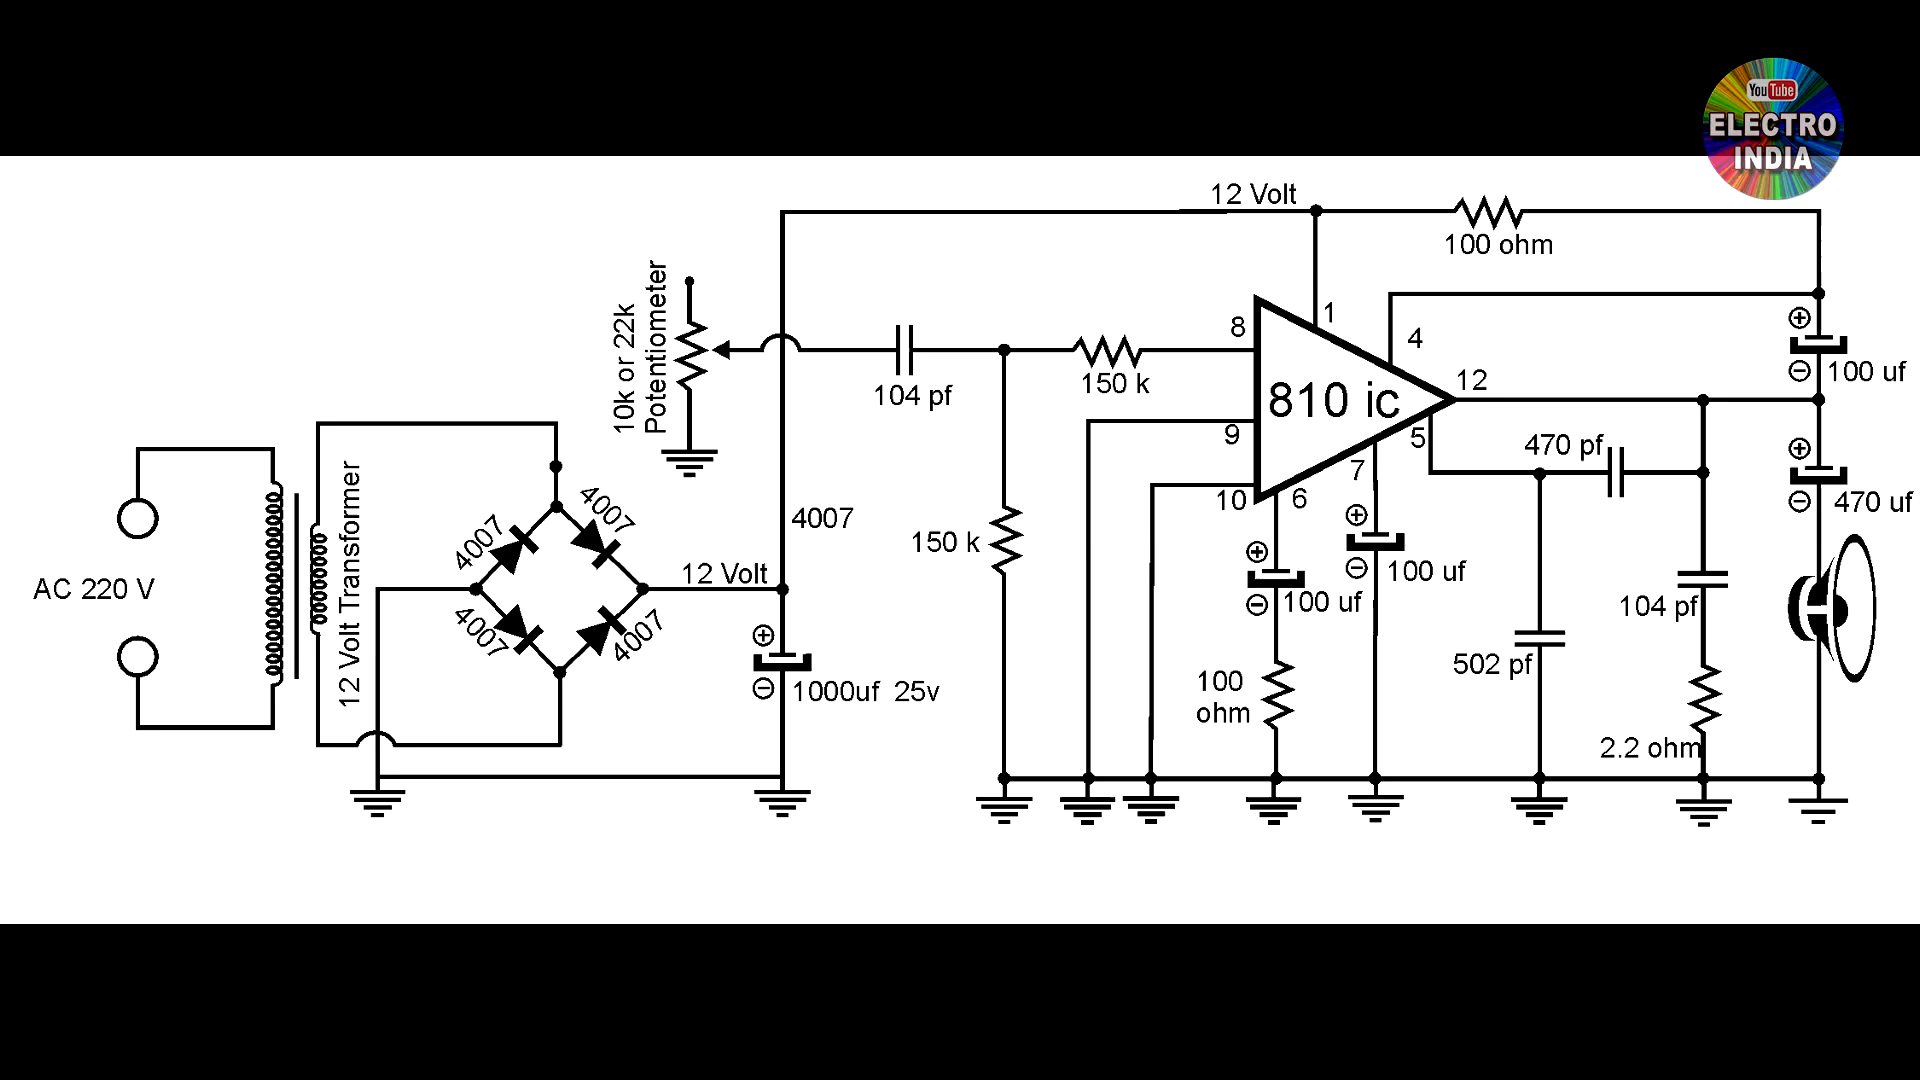 YouTube
ELECTRO
INDIA
12 Volt
100 ohm
10k or 22k
Potentiometer
104 pf
150 k
8
1
4
12
810 ic
9
10
6
7
5
⊕
⊖ 100 uf
470 pf
⊕
⊖ 470 uf
AC 220 V
12 Volt Transformer
4007
4007
4007
4007
12 Volt
4007
⊕
⊖ 1000uf 25v
150 k
⊕
⊖ 100 uf
⊕
⊖ 100 uf
100
ohm
502 pf
104 pf
2.2 ohm